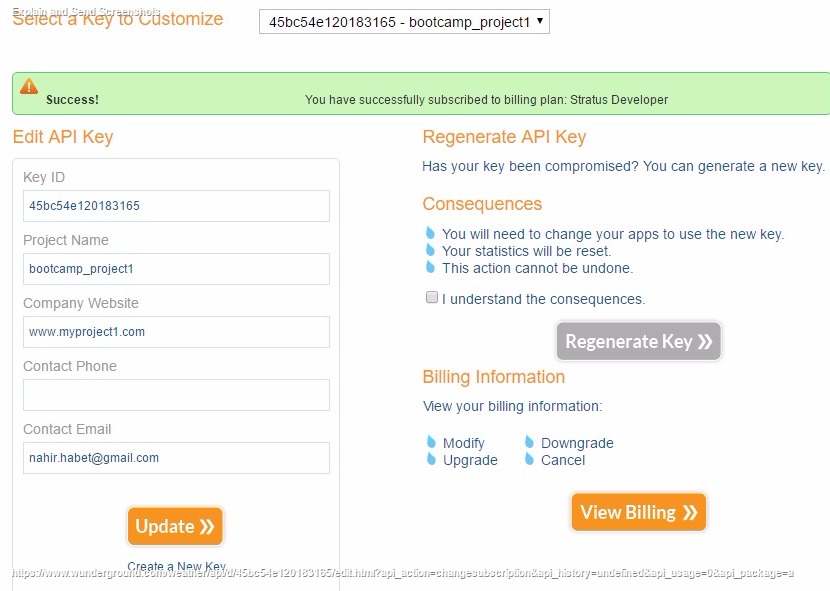 Explain and Send Screenshots
Select a Key to Customize
45bc54e120183165 - bootcamp_project1
Success!
You have successfully subscribed to billing plan: Stratus Developer
Edit API Key
Key ID
45bc54e120183165
Project Name
bootcamp_project1
Company Website
www.myproject1.com
Contact Phone
Contact Email
nahir.habet@gmail.com
Update
Create a New Key
Regenerate API Key
Has your key been compromised? You can generate a new key.
Consequences
You will need to change your apps to use the new key.
Your statistics will be reset.
This action cannot be undone.
I understand the consequences.
Regenerate Key
Billing Information
View your billing information:
Modify
Downgrade
Upgrade
Cancel
View Billing
https://www.wunderground.com/weather/api/d/45bc54e120183165/edit.html?api_action=changesubscription&api_history=undefined&api_usage=0&api_package=a